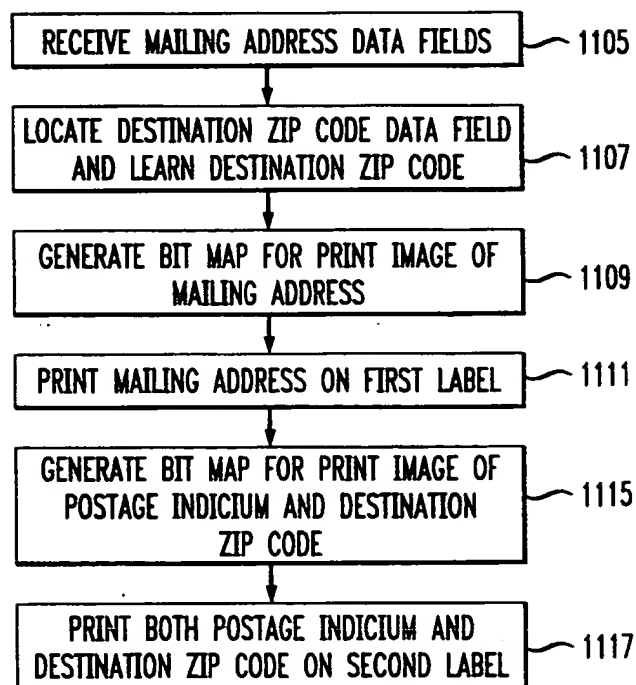 RECEIVE MAILING ADDRESS DATA FIELDS 1105
LOCATE DESTINATION ZIP CODE DATA FIELD
AND LEARN DESTINATION ZIP CODE 1107
GENERATE BIT MAP FOR PRINT IMAGE OF
MAILING ADDRESS 1109
PRINT MAILING ADDRESS ON FIRST LABEL 1111
GENERATE BIT MAP FOR PRINT IMAGE OF
POSTAGE INDICIUM AND DESTINATION 1115
ZIP CODE
PRINT BOTH POSTAGE INDICIUM AND
DESTINATION ZIP CODE ON SECOND LABEL 1117